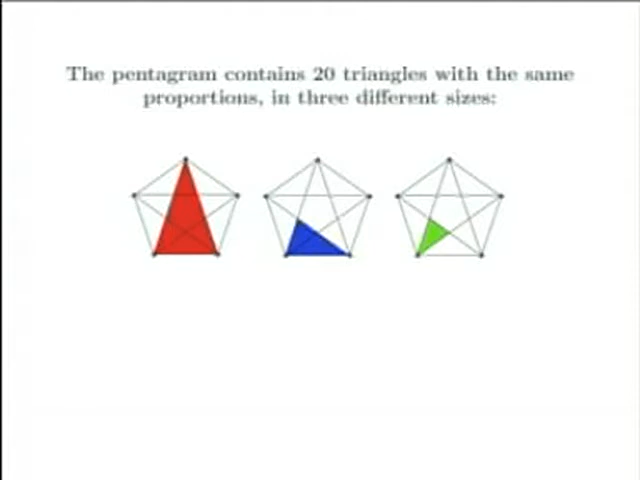 The pentagram contains 20 triangles with the same
proportions, in three different sizes: